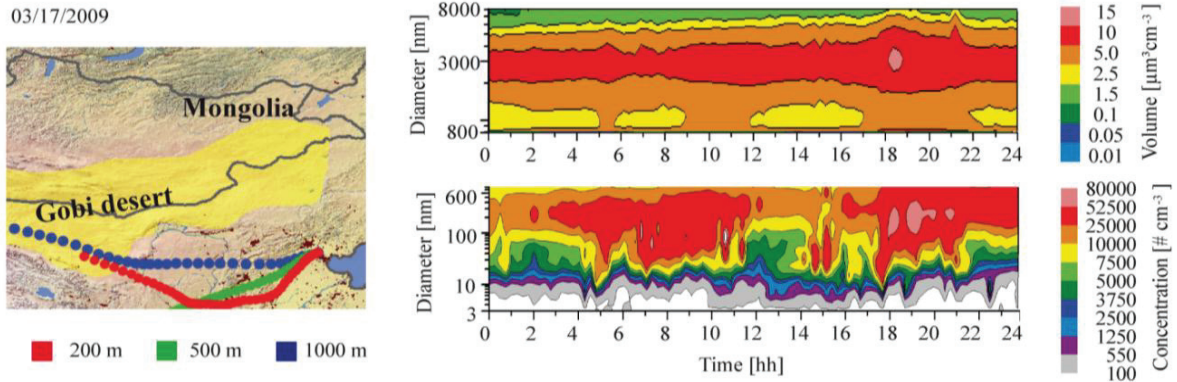 03/17/2009
Mongolia
Gobi desert
200 m 500 m 1000 m
Diameter [nm]
8000
3000
800
0 2 4 6 8 10 12 14 16 18 20 22 24
15
10
5.0
2.5
1.5
0.1
0.05
0.01
Volume [µm³cm⁻³]
Diameter [nm]
600
100
10
3
0 2 4 6 8 10 12 14 16 18 20 22 24
Time [hh]
80000
52500
25000
10000
7500
5000
3750
2500
1250
550
100
Concentration [# cm⁻³]